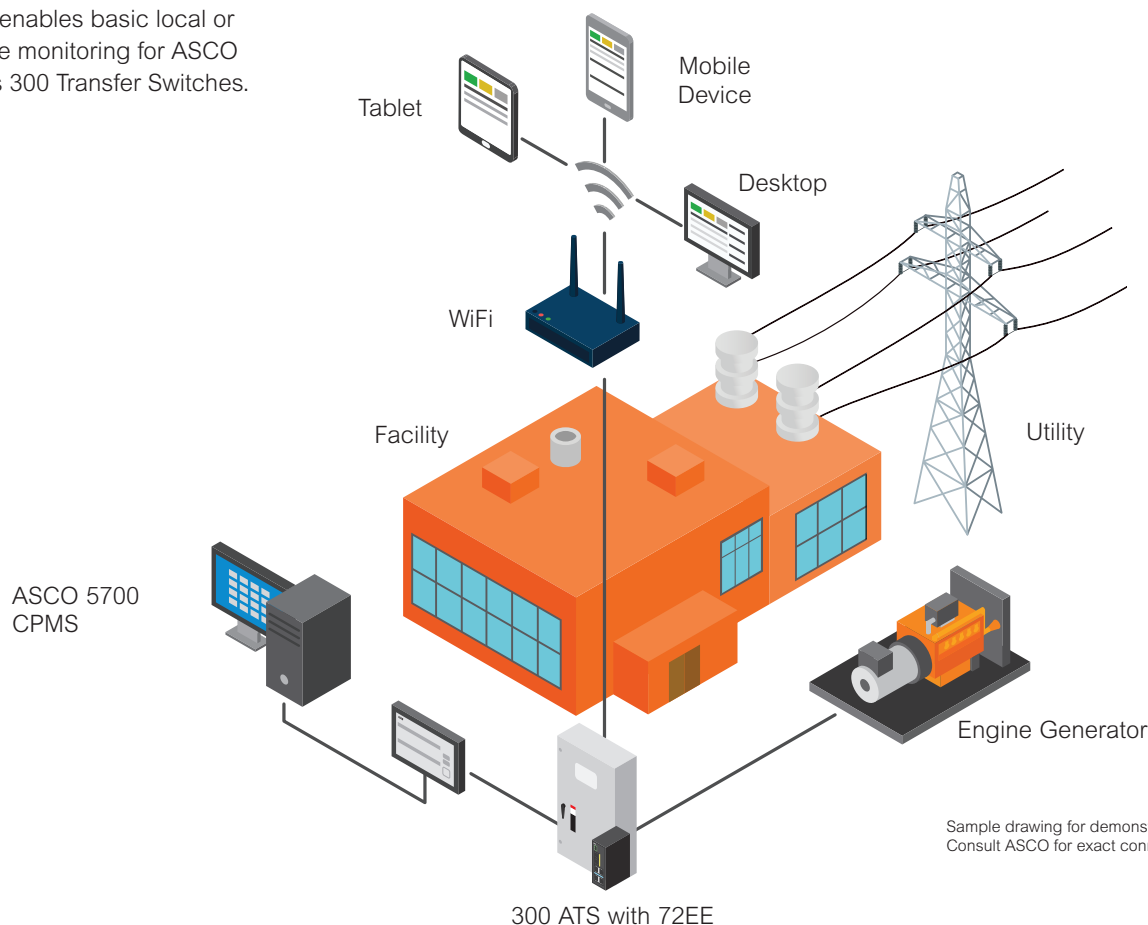 enables basic local or
e monitoring for ASCO
s 300 Transfer Switches.
Mobile
Device
Tablet
Desktop
WiFi
Facility
Utility
ASCO 5700
CPMS
Engine Generator
Sample drawing for demons
Consult ASCO for exact con
300 ATS with 72EE